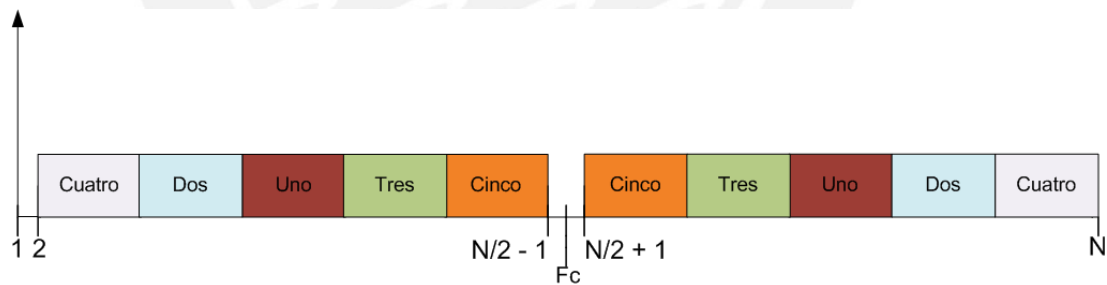 Cuatro Dos Uno Tres Cinco Cinco Tres Uno Dos Cuatro
1 2 N/2 - 1 N/2 + 1 N
Fc